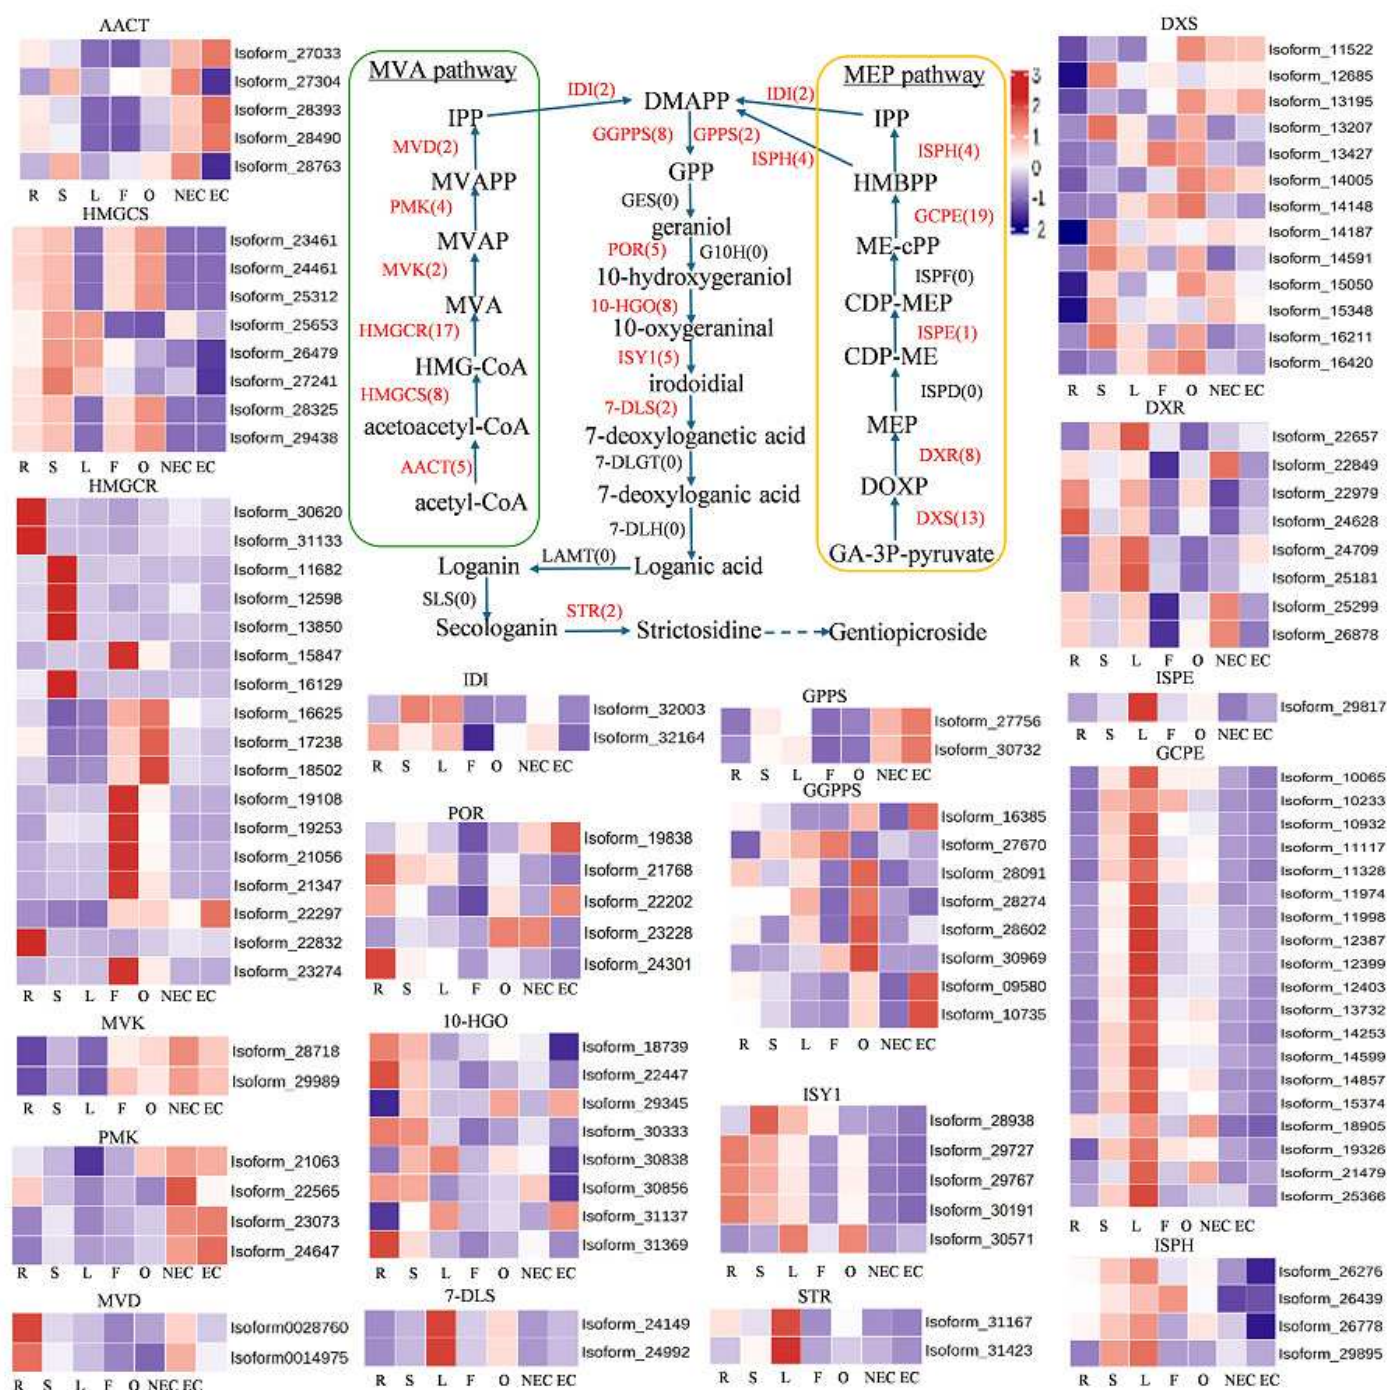 AACT
Isoform_27033
Isoform_27304
Isoform_28393
Isoform_28490
Isoform_28763
R S L F O NEC EC
HMGCS
Isoform_23461
Isoform_24461
Isoform_25312
Isoform_25653
Isoform_26479
Isoform_27241
Isoform_28325
Isoform_29438
R S L F O NEC EC
HMGCR
Isoform_30620
Isoform_31133
Isoform_11682
Isoform_12598
Isoform_13850
Isoform_15847
Isoform_16129
Isoform_16625
Isoform_17238
Isoform_18502
Isoform_19108
Isoform_19253
Isoform_21056
Isoform_21347
Isoform_22297
Isoform_22832
Isoform_23274
R S L F O NEC EC
MVK
Isoform_28718
Isoform_29989
R S L F O NEC EC
PMK
Isoform_21063
Isoform_22565
Isoform_23073
Isoform_24647
R S L F O NEC EC
MVD
Isoform0028760
Isoform0014975
R S L F O NEC EC
MVA pathway
IPP
MVD(2)
MVAPP
PMK(4)
MVAP
MVK(2)
MVA
HMGCR(17)
HMG-CoA
HMGCS(8)
acetoacetyl-CoA
AACT(5)
acetyl-CoA
IDI(2)
DMAPP
IDI(2)
GGPPS(8)
GPPS(2)
ISPH(4)
GPP
GES(0)
geraniol
POR(5)
G10H(0)
10-hydroxygeraniol
10-HGO(8)
10-oxygeraninal
ISY1(5)
irodoidial
7-DLS(2)
7-deoxyloganetic acid
7-DLGT(0)
7-deoxyloganic acid
7-DLH(0)
Loganic acid
LAMT(0)
Loganin
SLS(0)
Secologanin
STR(2)
Strictosidine
Gentiopicroside
MEP pathway
IPP
ISPH(4)
HMBPP
GCPE(19)
ME-cPP
ISPF(0)
CDP-MEP
ISPE(1)
CDP-ME
ISPD(0)
MEP
DXR(8)
DOXP
DXS(13)
GA-3P-pyruvate
3
2
1
0
-1
2
IDI
Isoform_32003
Isoform_32164
R S L F O NEC EC
POR
Isoform_19838
Isoform_21768
Isoform_22202
Isoform_23228
Isoform_24301
R S L F O NEC EC
10-HGO
Isoform_18739
Isoform_22447
Isoform_29345
Isoform_30333
Isoform_30838
Isoform_30856
Isoform_31137
Isoform_31369
R S L F O NEC EC
7-DLS
Isoform_24149
Isoform_24992
R S L F O NEC EC
GPPS
Isoform_27756
Isoform_30732
R S L F O NEC EC
GGPPS
Isoform_16385
Isoform_27670
Isoform_28091
Isoform_28274
Isoform_28602
Isoform_30969
Isoform_09580
Isoform_10735
R S L F O NEC EC
ISY1
Isoform_28938
Isoform_29727
Isoform_29767
Isoform_30191
Isoform_30571
R S L F O NEC EC
STR
Isoform_31167
Isoform_31423
R S L F O NEC EC
DXS
Isoform_11522
Isoform_12685
Isoform_13195
Isoform_13207
Isoform_13427
Isoform_14005
Isoform_14148
Isoform_14187
Isoform_14591
Isoform_15050
Isoform_15348
Isoform_16211
Isoform_16420
R S L F O NEC EC
DXR
Isoform_22657
Isoform_22849
Isoform_22979
Isoform_24628
Isoform_24709
Isoform_25181
Isoform_25299
Isoform_26878
R S L F O NEC EC
ISPE
Isoform_29817
R S L F O NEC EC
GCPE
Isoform_10065
Isoform_10233
Isoform_10932
Isoform_11117
Isoform_11328
Isoform_11974
Isoform_11998
Isoform_12387
Isoform_12399
Isoform_12403
Isoform_13732
Isoform_14253
Isoform_14599
Isoform_14857
Isoform_15374
Isoform_18905
Isoform_19326
Isoform_21479
Isoform_25366
R S L F O NEC EC
ISPH
Isoform_26276
Isoform_26439
Isoform_26778
Isoform_29895
R S L F O NEC EC